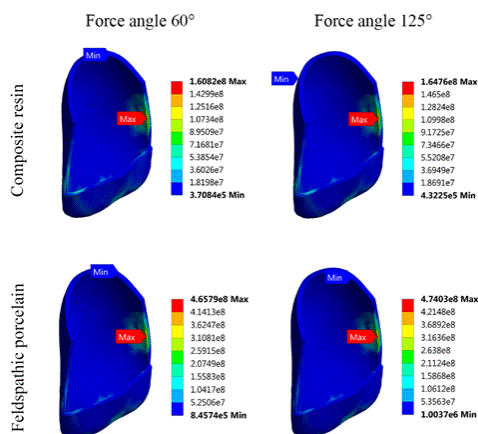 Force angle 60° Force angle 125°
Composite resin
Min
Max
1.6082e8 Max
1.4299e8
1.2516e8
1.0734e8
8.9509e7
7.1681e7
5.3854e7
3.6026e7
1.8198e7
3.7084e5 Min
Min
Max
1.6476e8 Max
1.465e8
1.2824e8
1.0998e8
9.1725e7
7.3466e7
5.5208e7
3.6949e7
1.8691e7
4.3225e5 Min
Feldspathic porcelain
Min
Max
4.6579e8 Max
4.1413e8
3.6247e8
3.1081e8
2.5915e8
2.0749e8
1.5583e8
1.0417e8
5.2506e7
8.4574e5 Min
Min
Max
4.7403e8 Max
4.2148e8
3.6892e8
3.1636e8
2.638e8
2.1124e8
1.5868e8
1.0612e8
5.3563e7
1.0037e6 Min